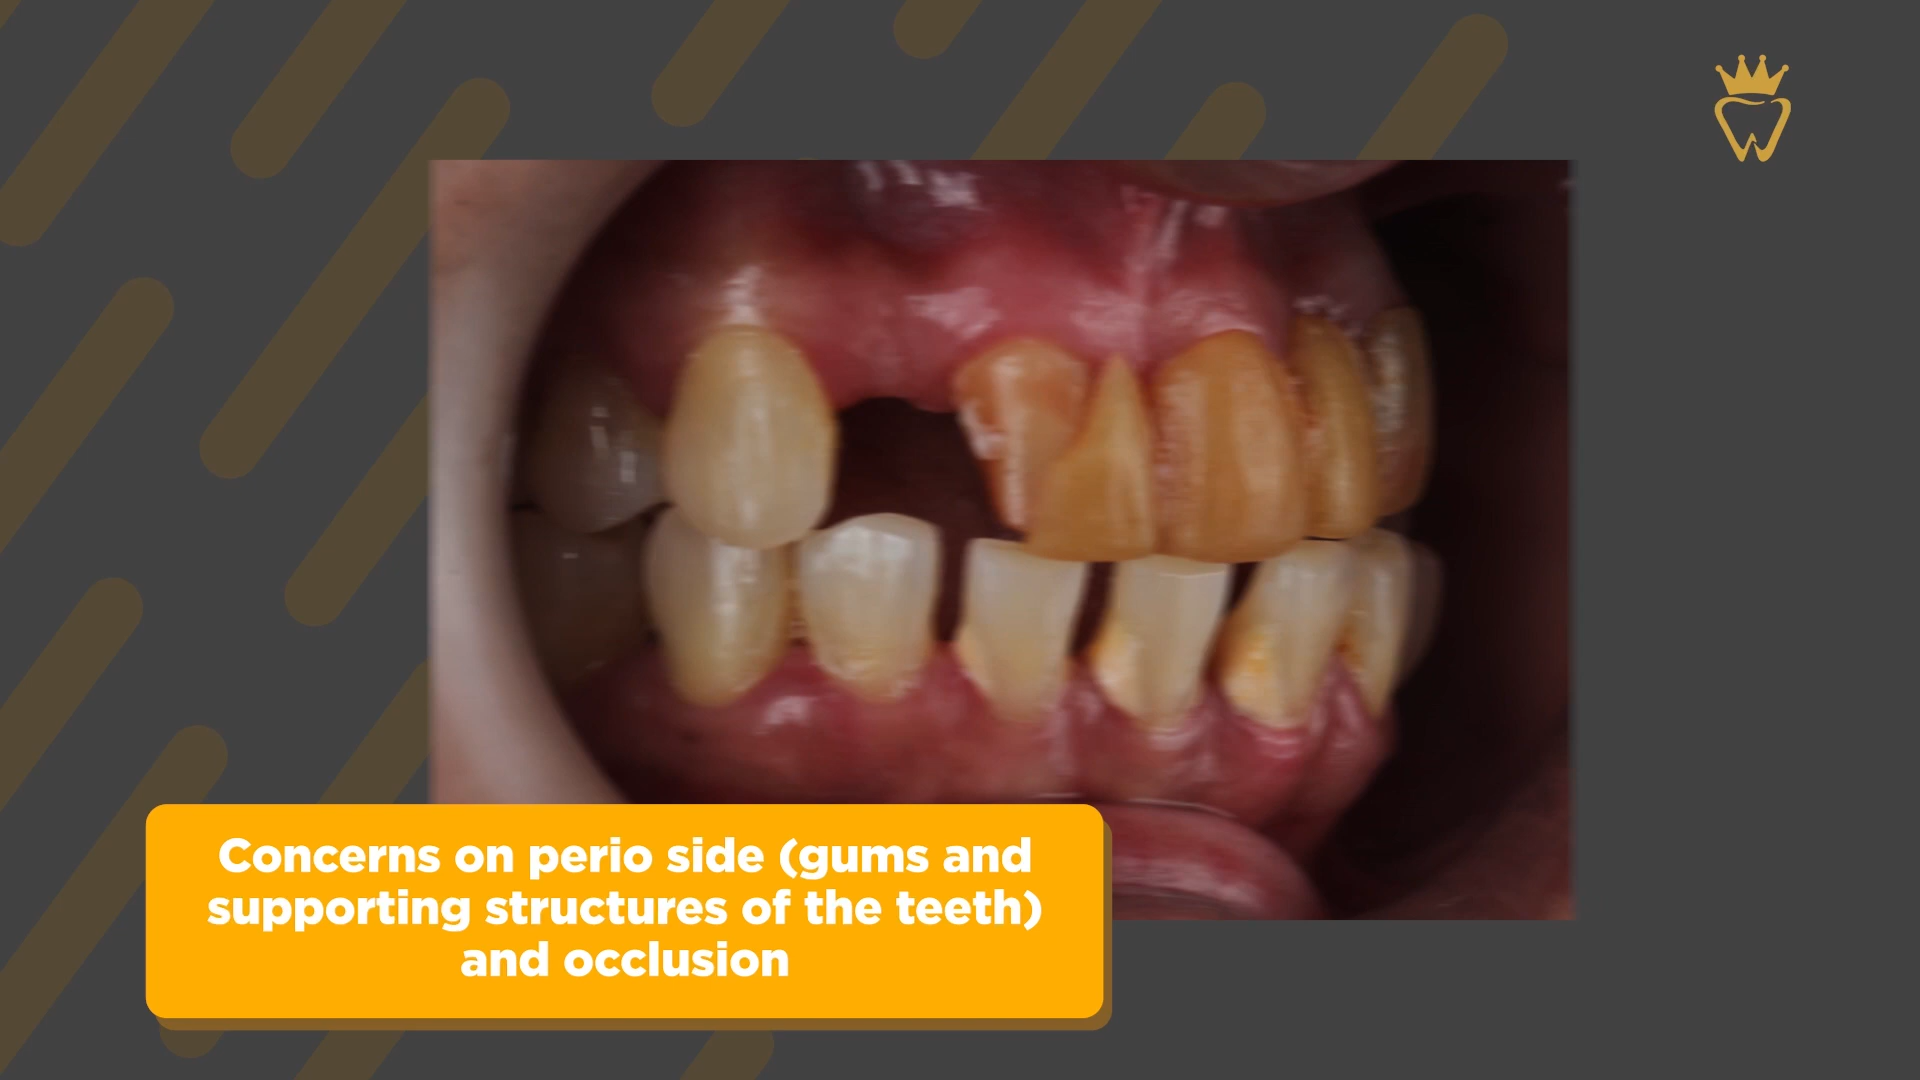 Concerns on perio side (gums and
supporting structures of the teeth)
and occlusion